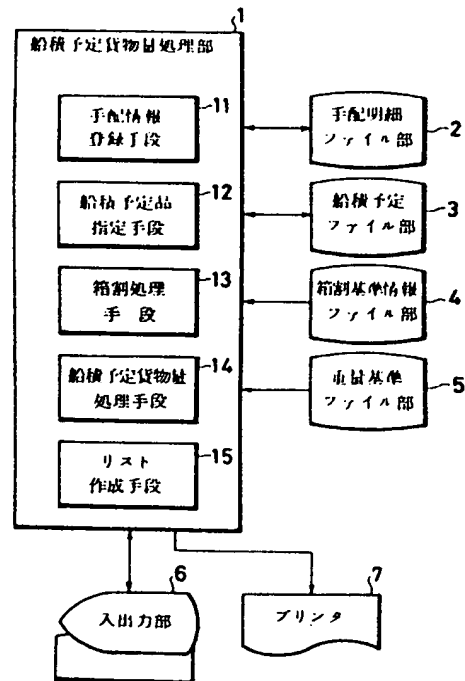 1
船積予定貨物量処理部
手配情報
登録手段
11
船積予定品
指定手段
12
箱割処理
手段
13
船積予定貨物量
処理手段
14
リスト
作成手段
15
手配明細
ファイル部
2
船積予定
ファイル部
3
箱割基準情報
ファイル部
4
重量基準
ファイル部
5
6
入出力部
7
プリンタ